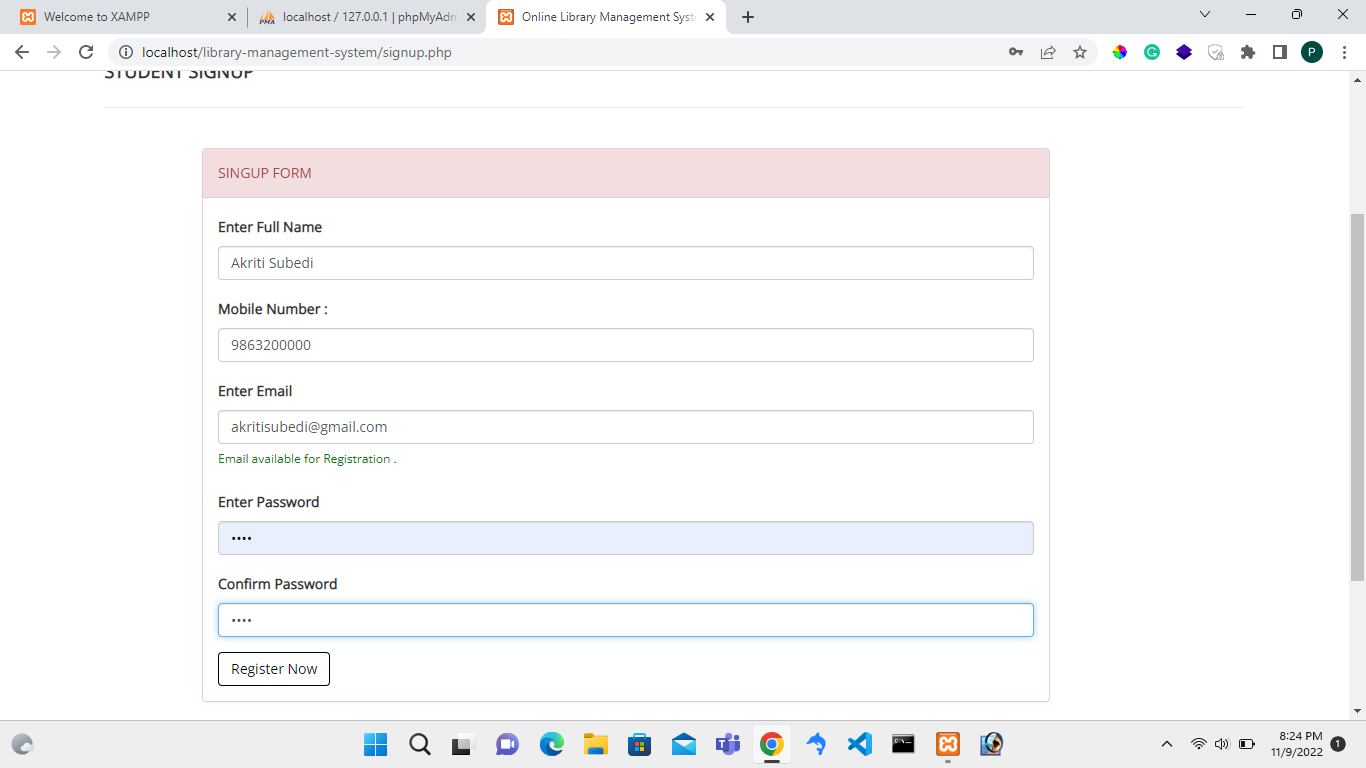 Welcome to XAMPP
localhost / 127.0.0.1 | phpMyAdm
Online Library Management Syst
localhost/library-management-system/signup.php
P
STUDENT SIGNUP
SINGUP FORM
Enter Full Name
Akriti Subedi
Mobile Number :
9863200000
Enter Email
akritisubedi@gmail.com
Email available for Registration .
Enter Password
••••
Confirm Password
••••
Register Now
8:24 PM
11/9/2022
1